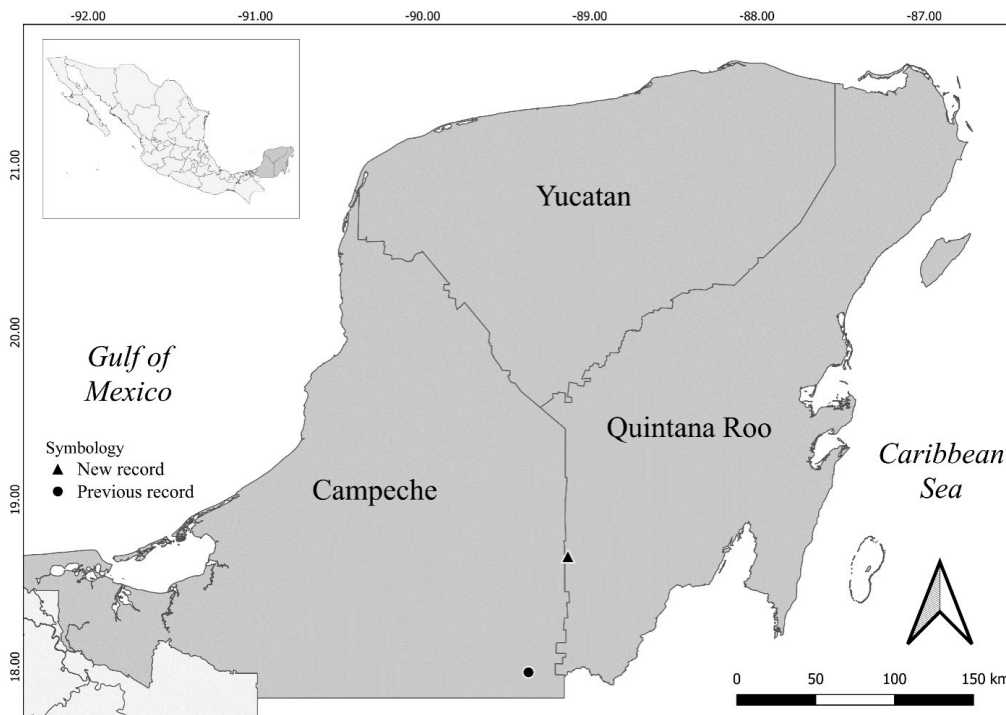 -92.00 -91.00 -90.00 -89.00 -88.00 -87.00
21.00
Yucatan
20.00
Gulf of
Mexico
Quintana Roo
Symbology
New record
Previous record
Caribbean
Sea
Campeche
19.00
18.00
0 50 100 150 km